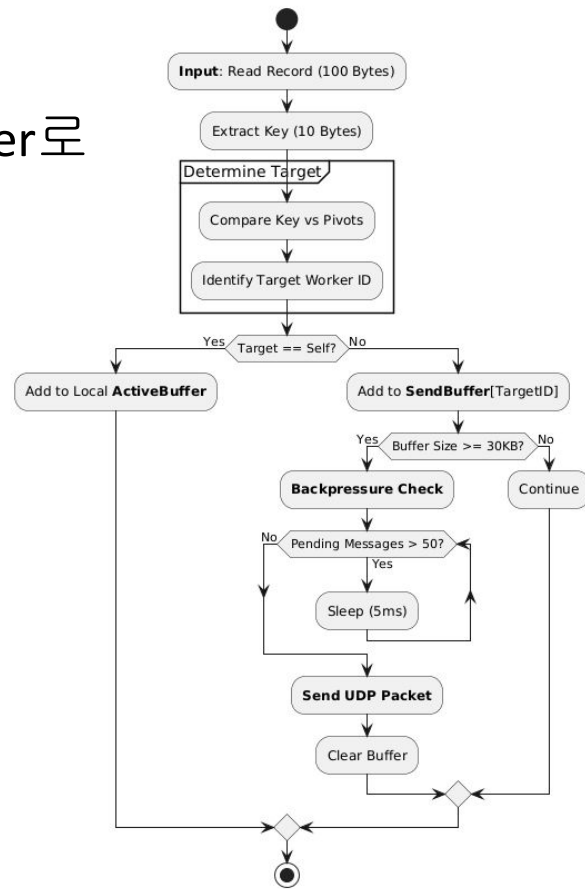 er로
Input: Read Record (100 Bytes)
Extract Key (10 Bytes)
Determine Target
Compare Key vs Pivots
Identify Target Worker ID
Yes
Target == Self?
No
Add to Local ActiveBuffer
Add to SendBuffer[TargetID]
Yes
Buffer Size >= 30KB?
No
Backpressure Check
Continue
No
Pending Messages > 50?
Yes
Sleep (5ms)
Send UDP Packet
Clear Buffer